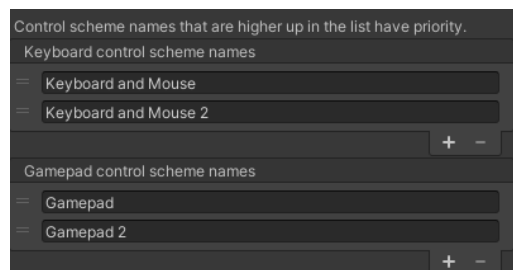 Control scheme names that are higher up in the list have priority.
Keyboard control scheme names
Keyboard and Mouse
Keyboard and Mouse 2
+ -
Gamepad control scheme names
Gamepad
Gamepad 2
+ -